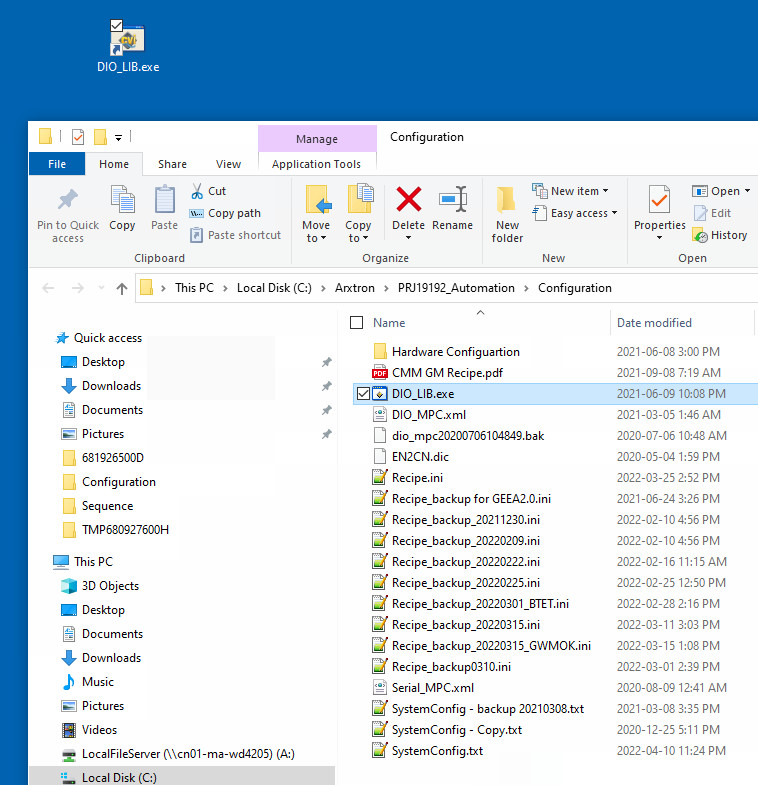 DIO_LIB.exe
Manage
Configuration
File
Home
Share
View
Application Tools
Pin to Quick access
Copy
Paste
Cut
Copy path
Paste shortcut
Clipboard
Move to
Copy to
Delete
Rename
Organize
New folder
New item
Easy access
New
Properties
Open
Edit
History
Open
This PC
Local Disk (C:)
Arxtron
PRJ19192_Automation
Configuration
Quick access
Desktop
Downloads
Documents
Pictures
681926500D
Configuration
Sequence
TMP680927600H
This PC
3D Objects
Desktop
Documents
Downloads
Music
Pictures
Videos
LocalFileServer (\\cn01-ma-wd4205) (A:)
Local Disk (C:)
Name Date modified
Hardware Configuartion 2021-06-08 3:00 PM
CMM GM Recipe.pdf 2021-09-08 7:19 AM
DIO_LIB.exe 2021-06-09 10:08 PM
DIO_MPC.xml 2021-03-05 1:46 AM
dio_mpc20200706104849.bak 2020-07-06 10:48 AM
EN2CN.dic 2020-05-04 1:59 PM
Recipe.ini 2022-03-25 2:52 PM
Recipe_backup for GEEA2.0.ini 2021-06-24 3:26 PM
Recipe_backup_20211230.ini 2022-02-10 4:56 PM
Recipe_backup_20220209.ini 2022-02-10 4:56 PM
Recipe_backup_20220222.ini 2022-02-16 11:15 AM
Recipe_backup_20220225.ini 2022-02-25 12:50 PM
Recipe_backup_20220301_BTET.ini 2022-02-28 2:16 PM
Recipe_backup_20220315.ini 2022-03-11 3:03 PM
Recipe_backup_20220315_GWMOK.ini 2022-03-15 1:08 PM
Recipe_backup0310.ini 2022-03-01 2:39 PM
Serial_MPC.xml 2020-08-09 12:41 AM
SystemConfig - backup 20210308.txt 2021-03-08 3:35 PM
SystemConfig - Copy.txt 2020-12-25 5:11 PM
SystemConfig.txt 2022-04-10 11:24 PM